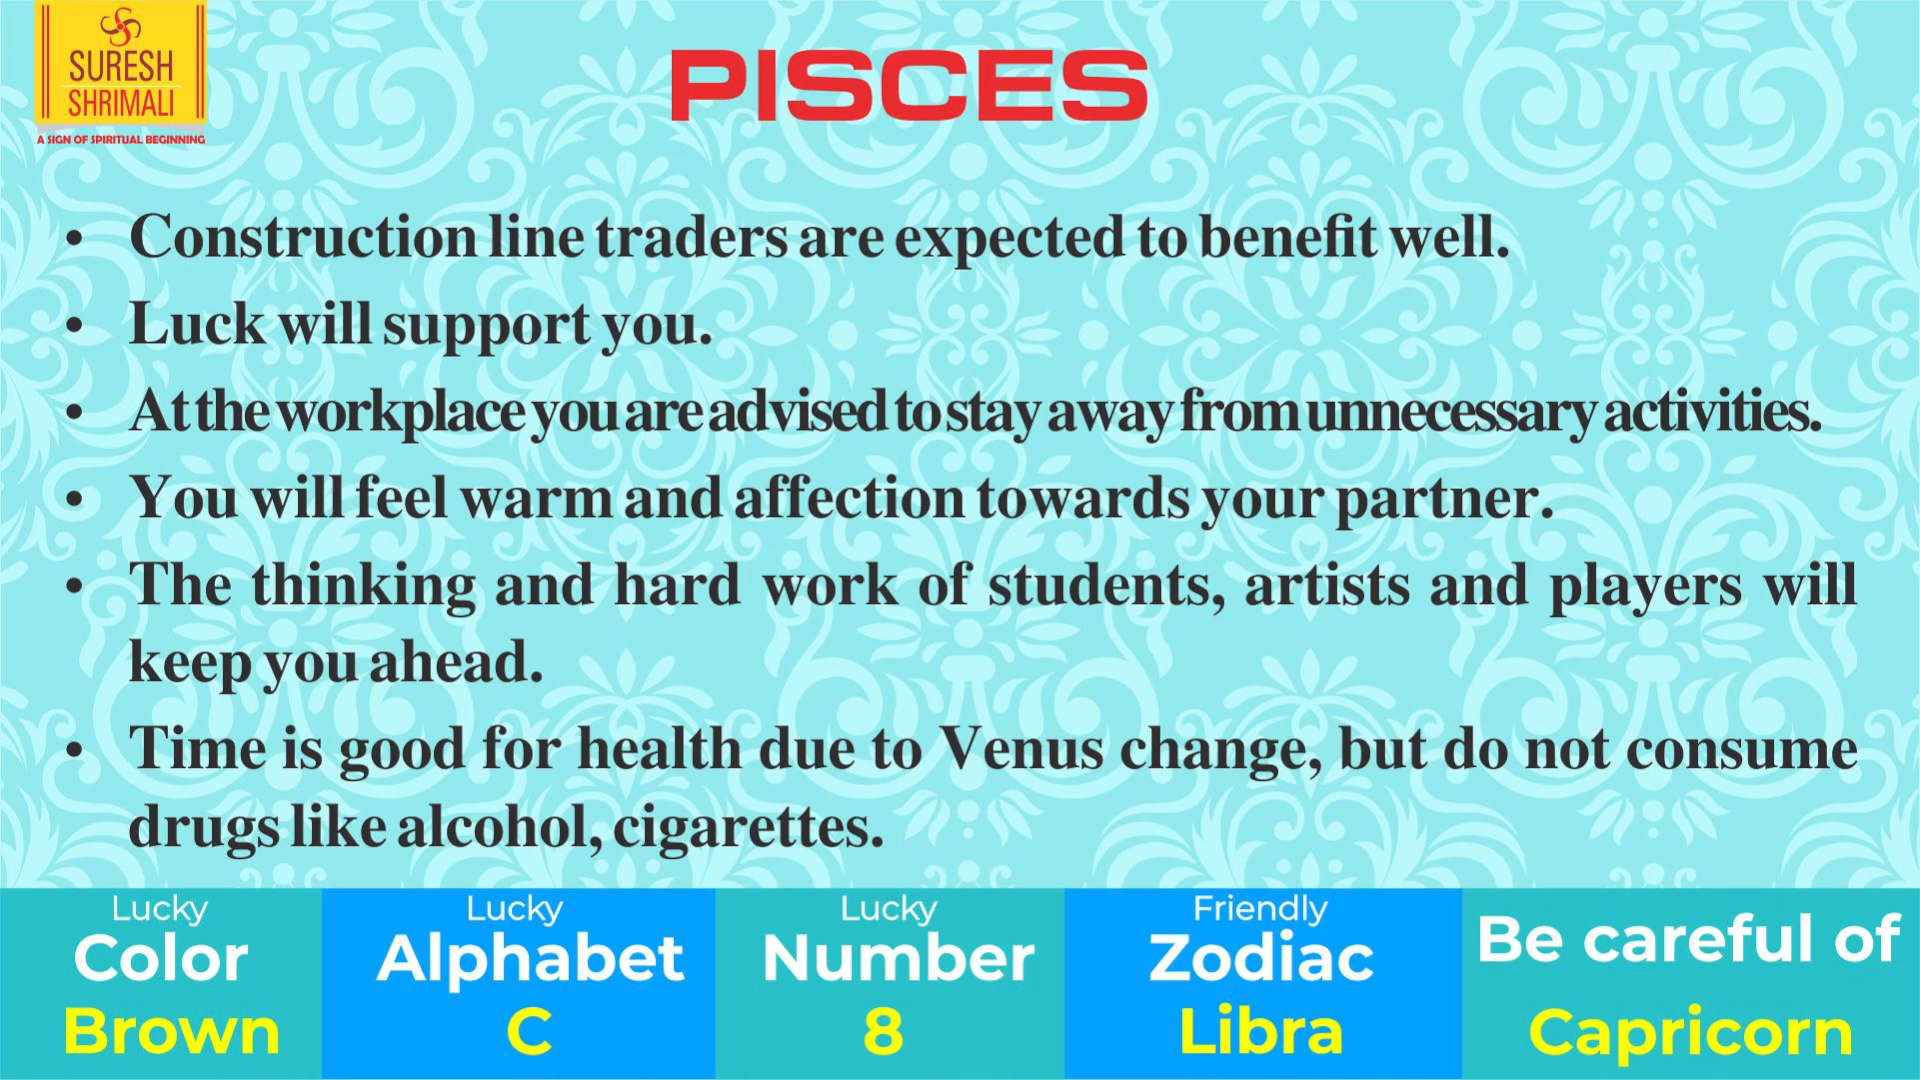 SURESH
SHRIMALI
A SIGN OF SPIRITUAL BEGINNING
PISCES
• Construction line traders are expected to benefit well.
• Luck will support you.
• At the workplace you are advised to stay away from unnecessary activities.
• You will feel warm and affection towards your partner.
• The thinking and hard work of students, artists and players will
keep you ahead.
• Time is good for health due to Venus change, but do not consume
drugs like alcohol, cigarettes.
Lucky
Color
Brown
Lucky
Alphabet
C
Lucky
Number
8
Friendly
Zodiac
Libra
Be careful of
Capricorn